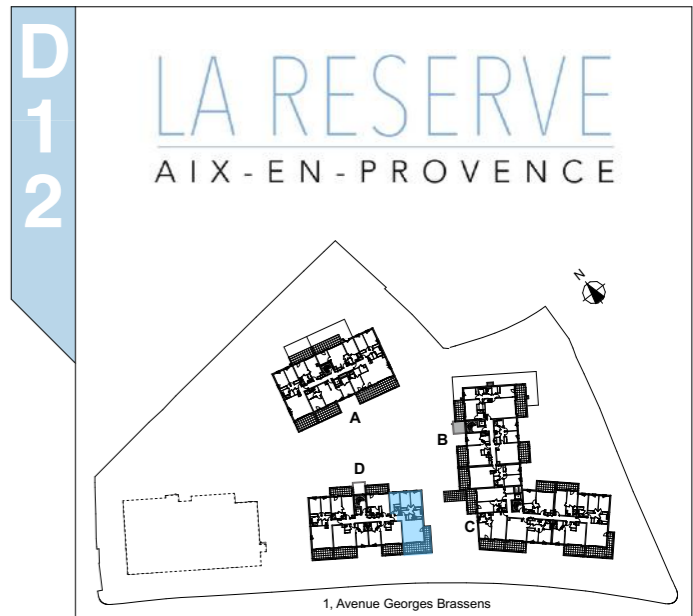 D
1
2
LA RESERVE
AIX-EN-PROVENCE
N
A
B
D
C
1, Avenue Georges Brassens